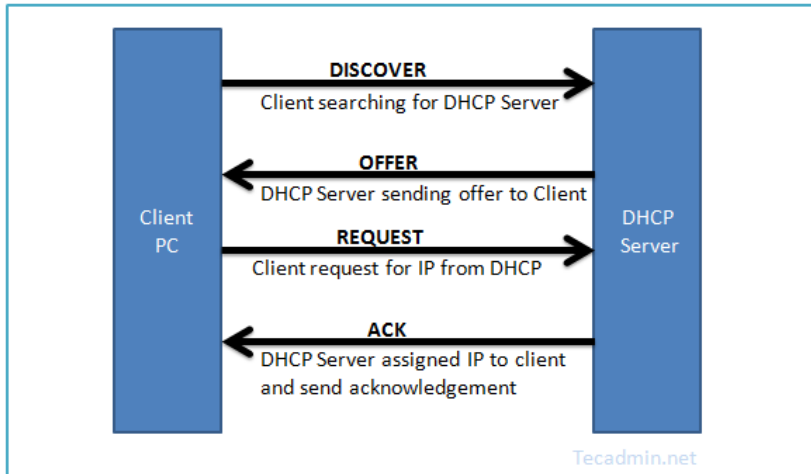 DISCOVER
Client searching for DHCP Server
OFFER
DHCP Server sending offer to Client
Client
PC
DHCP
Server
REQUEST
Client request for IP from DHCP
ACK
DHCP Server assigned IP to client
and send acknowledgement
Tecadmin.net